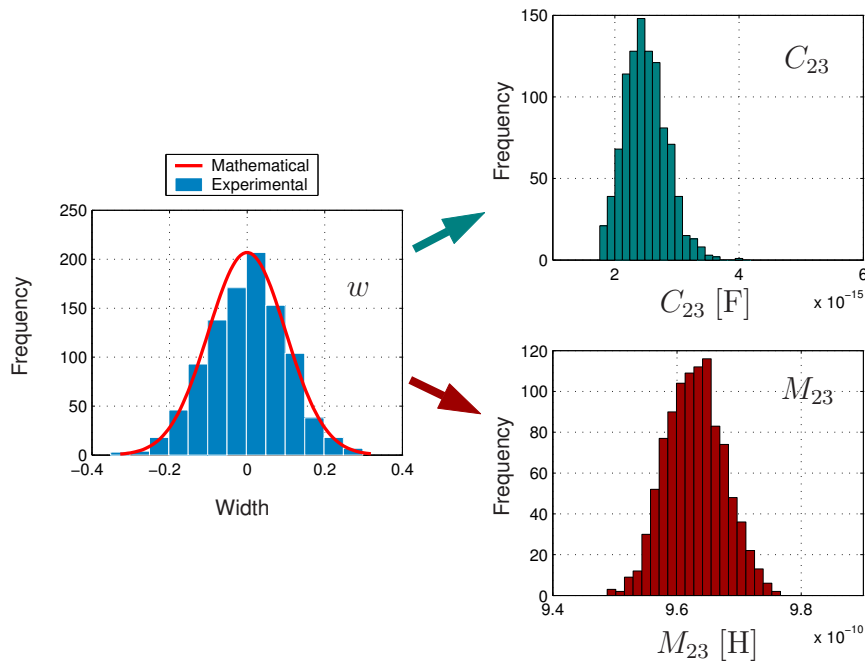 Mathematical
Experimental
250
200
150
100
50
0
Frequency
w
−0.4 −0.2 0 0.2 0.4
Width
150
100
50
0
Frequency
C23
2 4 6
x 10−15
C23 [F]
120
100
80
60
40
20
0
Frequency
M23
9.4 9.6 9.8
x 10−10
M23 [H]